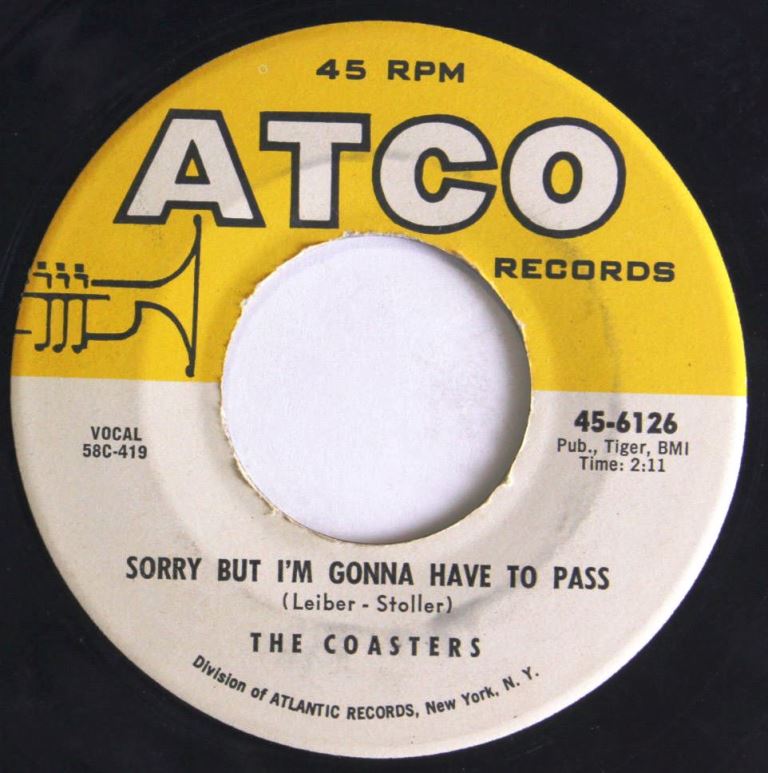 45 RPM
ATCO
RECORDS
VOCAL
58C-419
45-6126
Pub., Tiger, BMI
Time: 2:11
SORRY BUT I'M GONNA HAVE TO PASS
(Leiber - Stoller)
THE COASTERS
Division of ATLANTIC RECORDS, New York, N. Y.